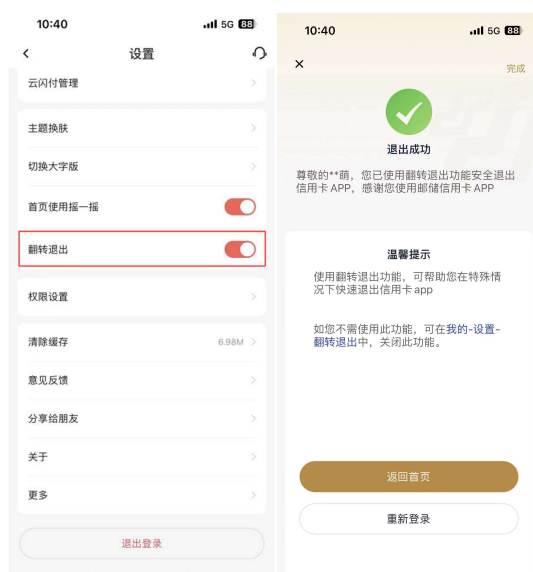 10:40
5G 88
设置
云闪付管理
主题换肤
切换大字版
首页使用摇一摇
翻转退出
权限设置
清除缓存 6.98M
意见反馈
分享给朋友
关于
更多
退出登录
10:40
5G 88
完成
退出成功
尊敬的**萌，您已使用翻转退出功能安全退出
信用卡APP，感谢您使用邮储信用卡APP
温馨提示
使用翻转退出功能，可帮助您在特殊情
况下快速退出信用卡app
如您不需使用此功能，可在我的-设置-
翻转退出中，关闭此功能。
返回首页
重新登录